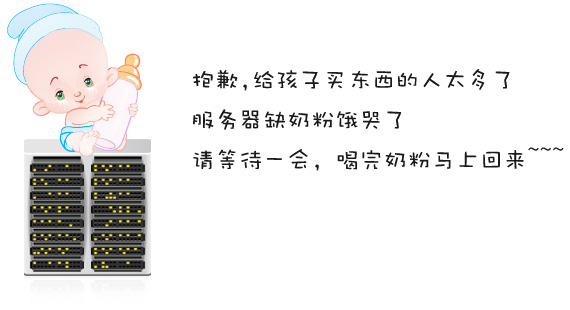 抱歉,给孩子买东西的人太多了
服务器缺奶粉饿哭了
请等待一会，喝完奶粉马上回来~~~